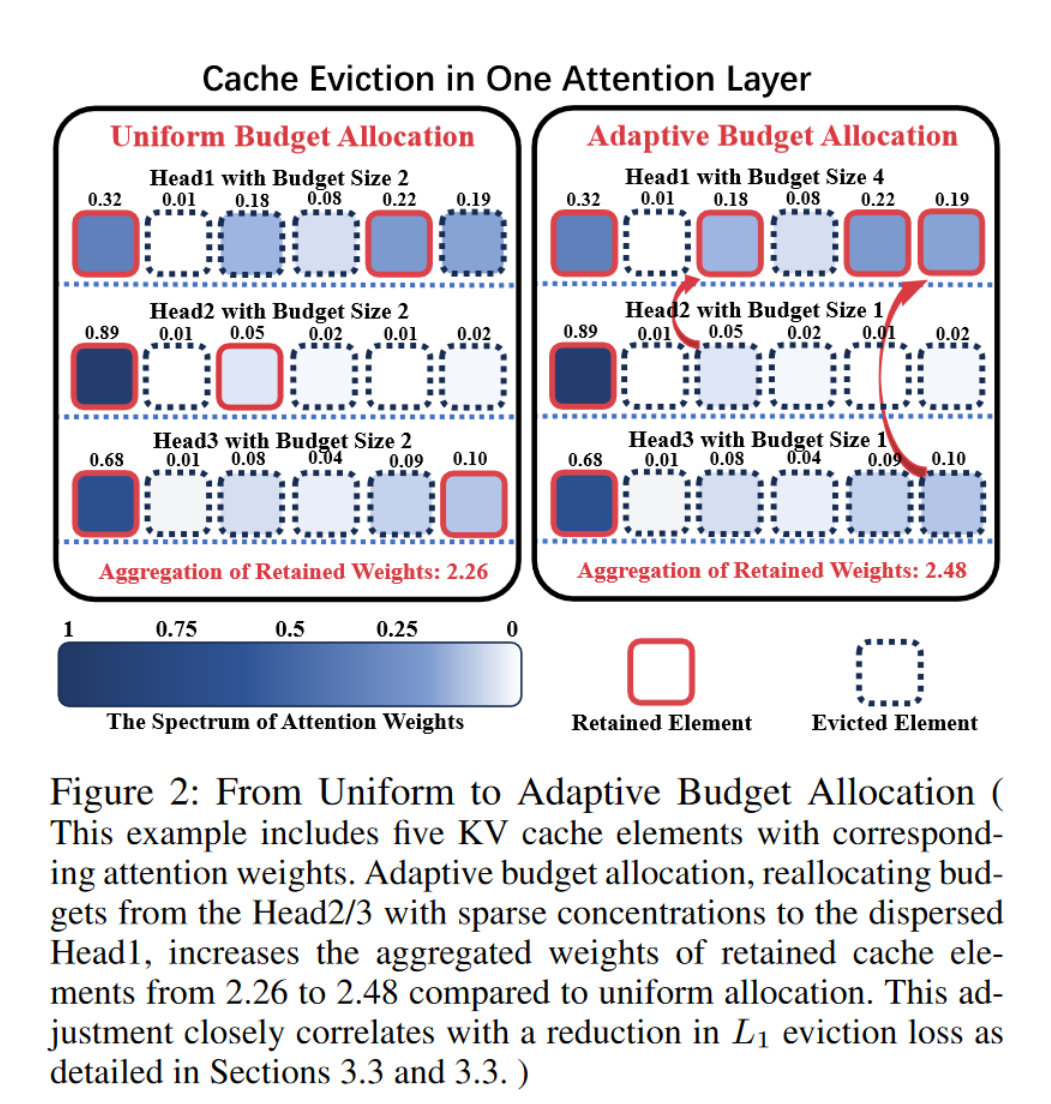 Cache Eviction in One Attention Layer
Uniform Budget Allocation
Head1 with Budget Size 2
0.32 0.01 0.18 0.08 0.22 0.19
Head2 with Budget Size 2
0.89 0.01 0.05 0.02 0.01 0.02
Head3 with Budget Size 2
0.68 0.01 0.08 0.04 0.09 0.10
Aggregation of Retained Weights: 2.26
Adaptive Budget Allocation
Head1 with Budget Size 4
0.32 0.01 0.18 0.08 0.22 0.19
Head2 with Budget Size 1
0.89 0.01 0.05 0.02 0.01 0.02
Head3 with Budget Size 1
0.68 0.01 0.08 0.04 0.09 0.10
Aggregation of Retained Weights: 2.48
1 0.75 0.5 0.25 0
The Spectrum of Attention Weights
Retained Element
Evicted Element
Figure 2: From Uniform to Adaptive Budget Allocation (
This example includes five KV cache elements with correspond-
ing attention weights. Adaptive budget allocation, reallocating bud-
gets from the Head2/3 with sparse concentrations to the dispersed
Head1, increases the aggregated weights of retained cache ele-
ments from 2.26 to 2.48 compared to uniform allocation. This ad-
justment closely correlates with a reduction in L₁ eviction loss as
detailed in Sections 3.3 and 3.3. )